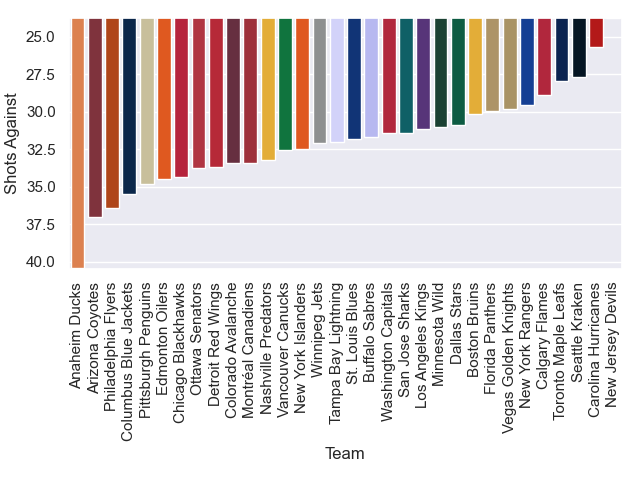 25.0
27.5
30.0
32.5
35.0
37.5
40.0
Shots Against
Anaheim Ducks
Arizona Coyotes
Philadelphia Flyers
Columbus Blue Jackets
Pittsburgh Penguins
Edmonton Oilers
Chicago Blackhawks
Ottawa Senators
Detroit Red Wings
Colorado Avalanche
Montréal Canadiens
Nashville Predators
Vancouver Canucks
New York Islanders
Winnipeg Jets
Tampa Bay Lightning
St. Louis Blues
Buffalo Sabres
Washington Capitals
San Jose Sharks
Los Angeles Kings
Minnesota Wild
Dallas Stars
Boston Bruins
Florida Panthers
Vegas Golden Knights
New York Rangers
Calgary Flames
Toronto Maple Leafs
Seattle Kraken
Carolina Hurricanes
New Jersey Devils
Team